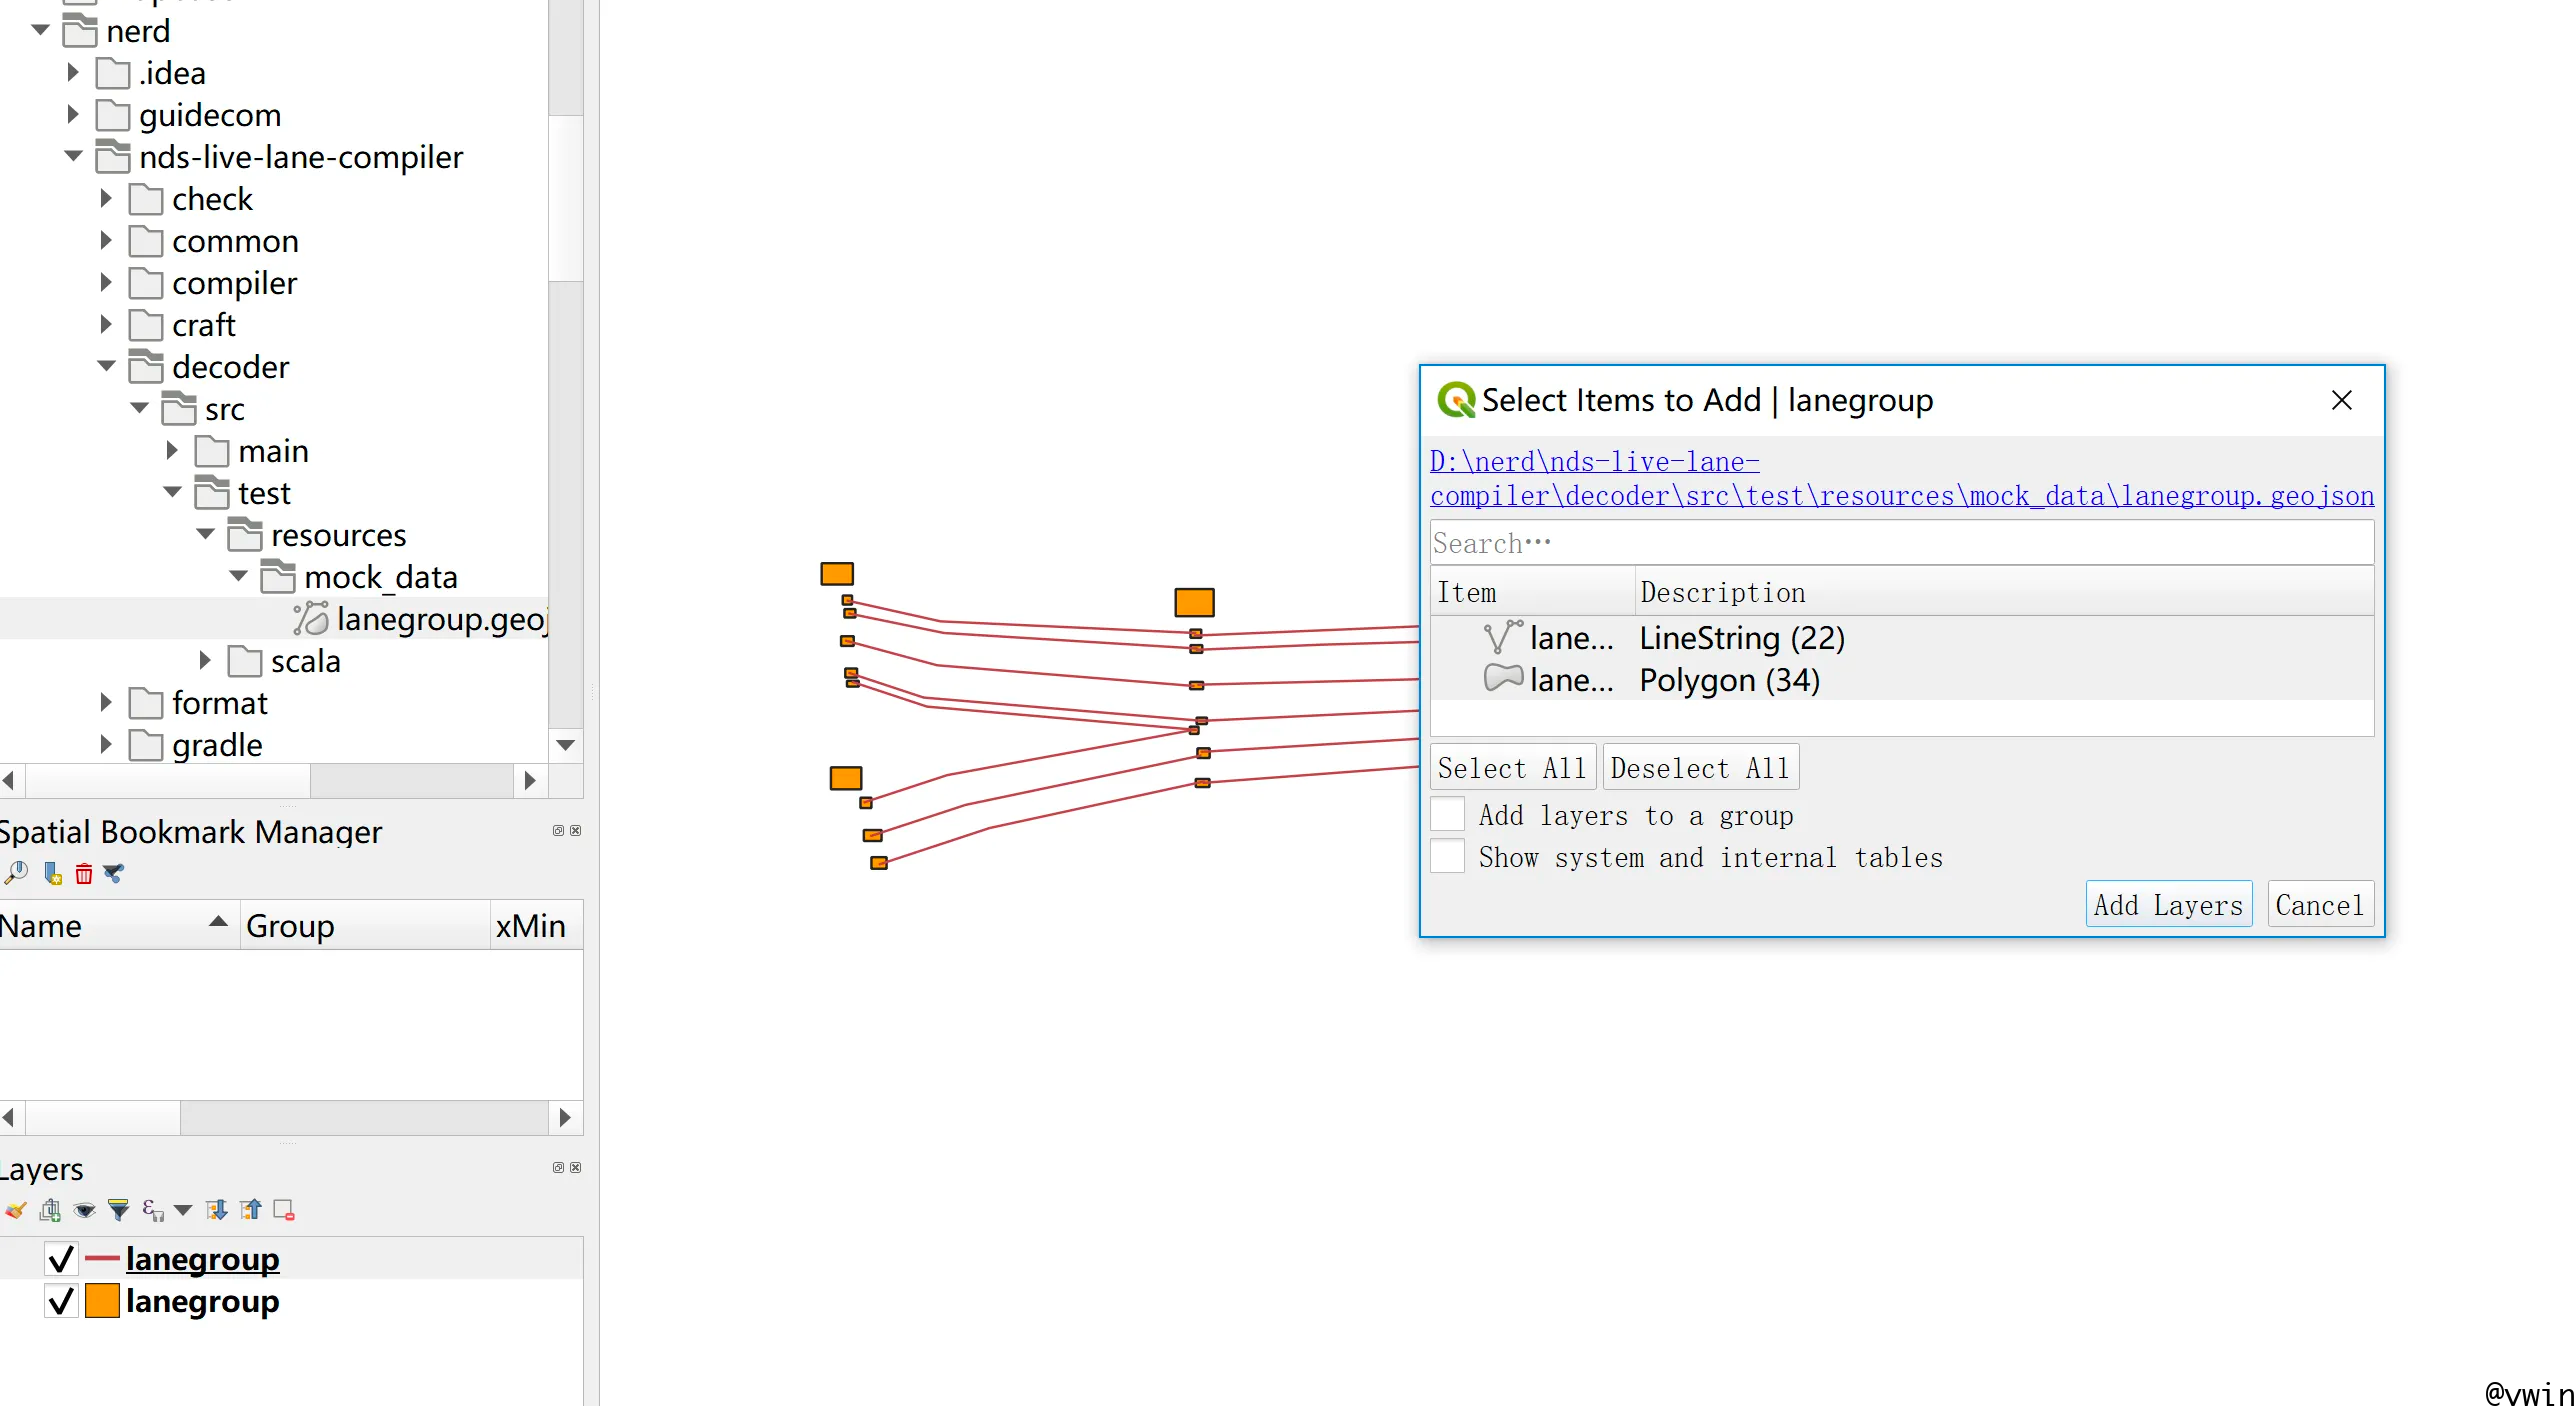 nerd
.idea
guidecom
nds-live-lane-compiler
check
common
compiler
craft
decoder
src
main
test
resources
mock_data
lanegroup.geoj
scala
format
gradle
Spatial Bookmark Manager
Name Group xMin
Layers
lanegroup
lanegroup
Select Items to Add | lanegroup
D:\nerd\nds-live-lane-
compiler\decoder\src\test\resources\mock_data\lanegroup.geojson
Search…
Item Description
lane… LineString (22)
lane… Polygon (34)
Select All Deselect All
Add layers to a group
Show system and internal tables
Add Layers Cancel